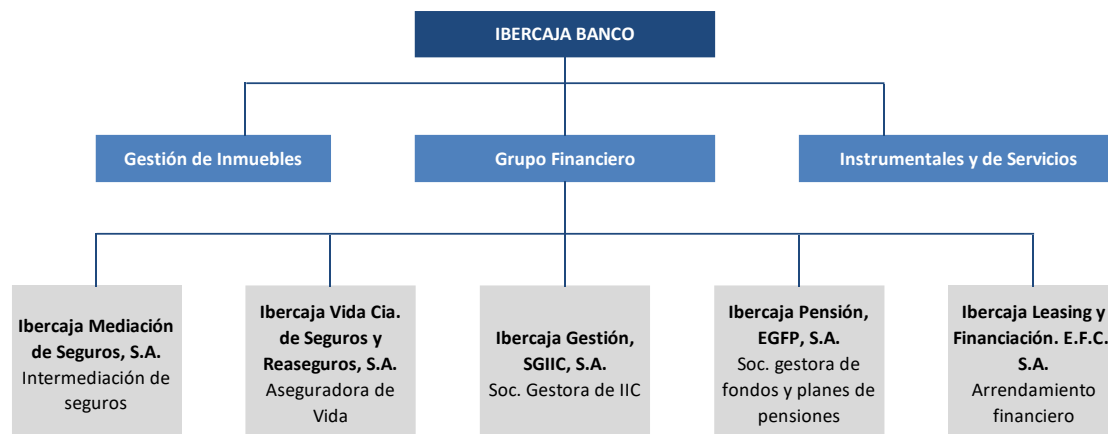 IBERCAJA BANCO
Gestión de Inmuebles
Grupo Financiero
Instrumentales y de Servicios
Ibercaja Mediación
de Seguros, S.A.
Intermediación de
seguros
Ibercaja Vida Cia.
de Seguros y
Reaseguros, S.A.
Aseguradora de
Vida
Ibercaja Gestión,
SGIIC, S.A.
Soc. Gestora de IIC
Ibercaja Pensión,
EGFP, S.A.
Soc. gestora de
fondos y planes de
pensiones
Ibercaja Leasing y
Financiación. E.F.C.
S.A.
Arrendamiento
financiero